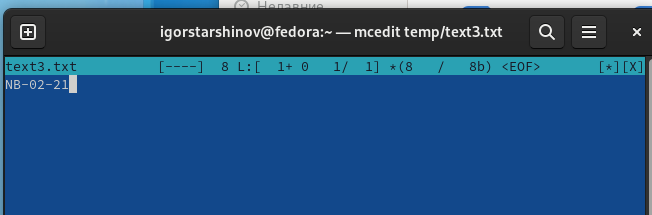 Недавние
igorstarshinov@fedora:~ — mcedit temp/text3.txt
text3.txt [----] 8 L:[ 1+ 0 1/ 1] *(8 / 8b) <EOF> [*][X]
NB-02-21